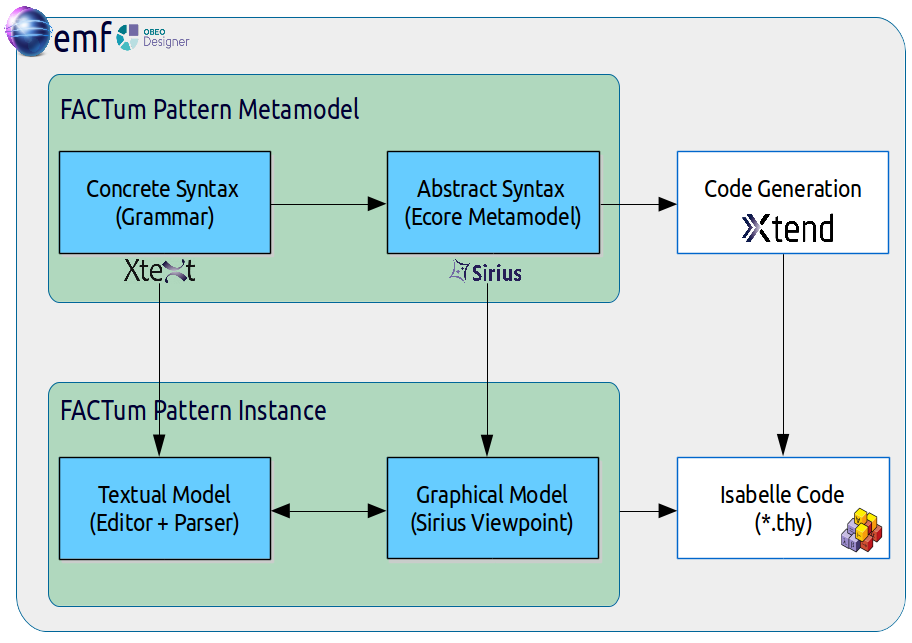 emf
OBEO
Designer
FACTum Pattern Metamodel
Concrete Syntax
(Grammar)
Abstract Syntax
(Ecore Metamodel)
Code Generation
Xtend
Xtext
Sirius
FACTum Pattern Instance
Textual Model
(Editor + Parser)
Graphical Model
(Sirius Viewpoint)
Isabelle Code
(*.thy)